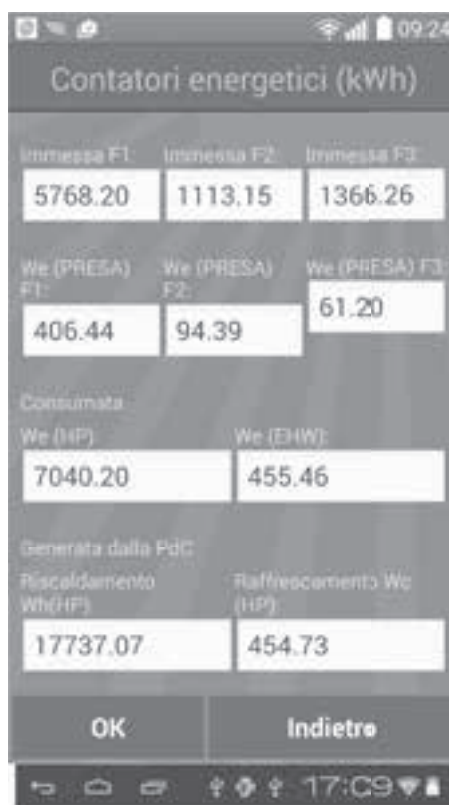 09:24
Contatori energetici (kWh)
Immessa F1: Immessa F2: Immessa F3:
5768.20 1113.15 1366.26
We (PRESA) F1: We (PRESA) F2: We (PRESA) F3:
406.44 94.39 61.20
Consumata
We (HP): We (EHW):
7040.20 455.46
Generata dalla PdC
Riscaldamento Wh(HP): Raffrescamento Wc (HP):
17737.07 454.73
OK Indietro
17:09